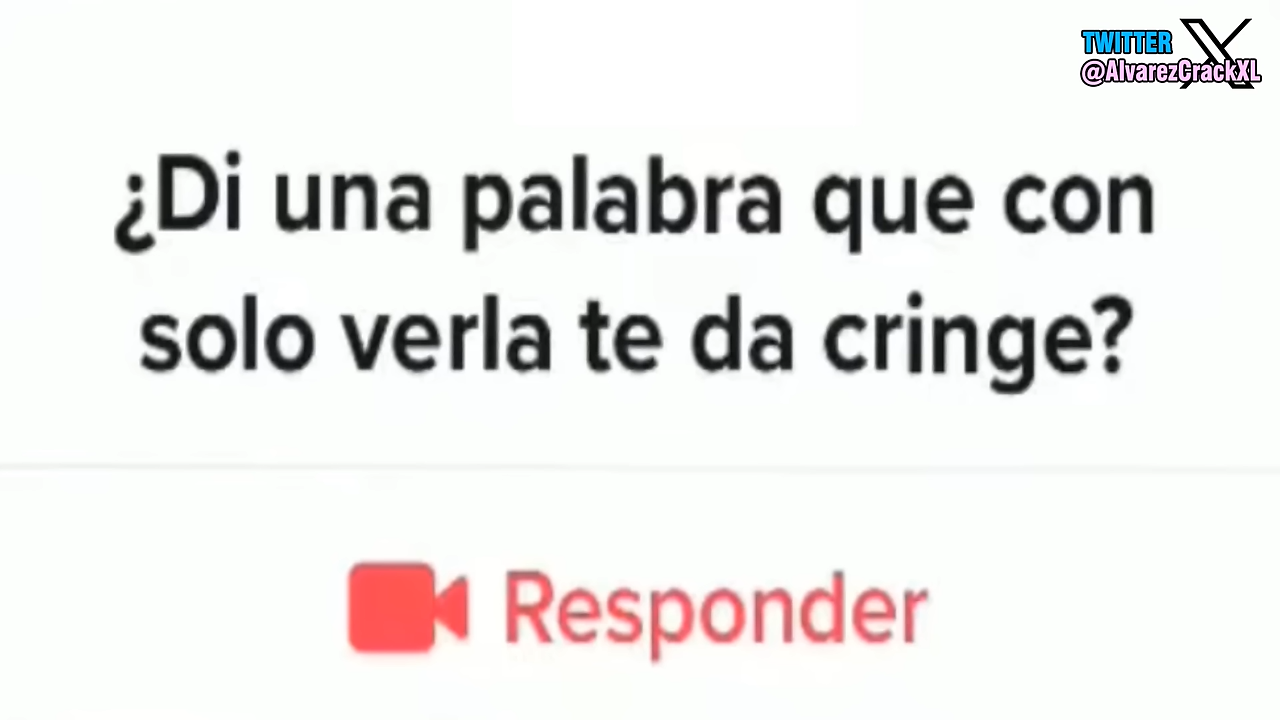 TWITTER
@AlvarezCrackXL
¿Di una palabra que con
solo verla te da cringe?
Responder